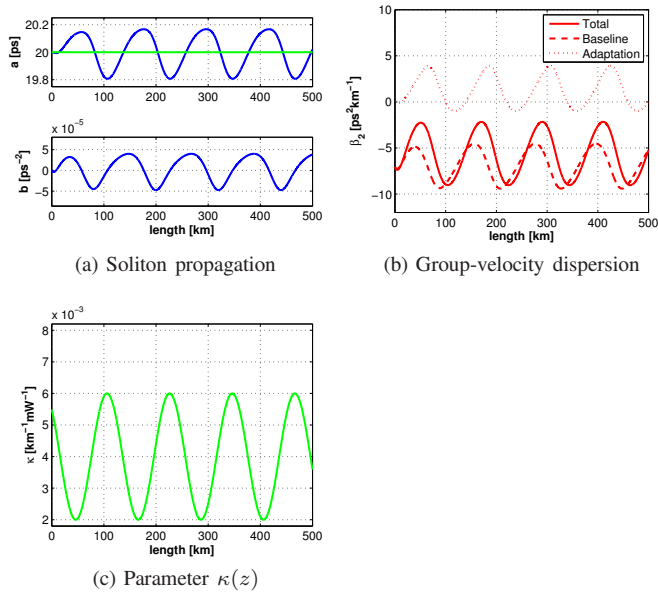 20.2
20
19.8
a [ps]
0 100 200 300 400 500
x 10⁻⁵
5
0
−5
b [ps⁻²]
0 100 200 300 400 500
length [km]
(a) Soliton propagation
10
5
0
−5
−10
β₂ [ps²km⁻¹]
Total
Baseline
Adaptation
0 100 200 300 400 500
length [km]
(b) Group-velocity dispersion
x 10⁻³
8
7
6
5
4
3
2
κ [km⁻¹mW⁻¹]
0 100 200 300 400 500
length [km]
(c) Parameter κ(z)